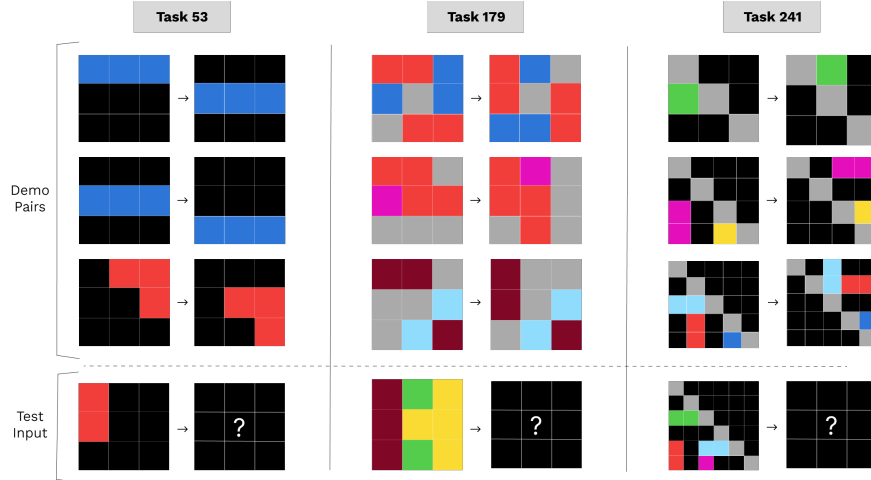 Task 53
Task 179
Task 241
→ → →
Demo
Pairs
→ → →
→ → →
Test
Input
→ ? → ? → ?